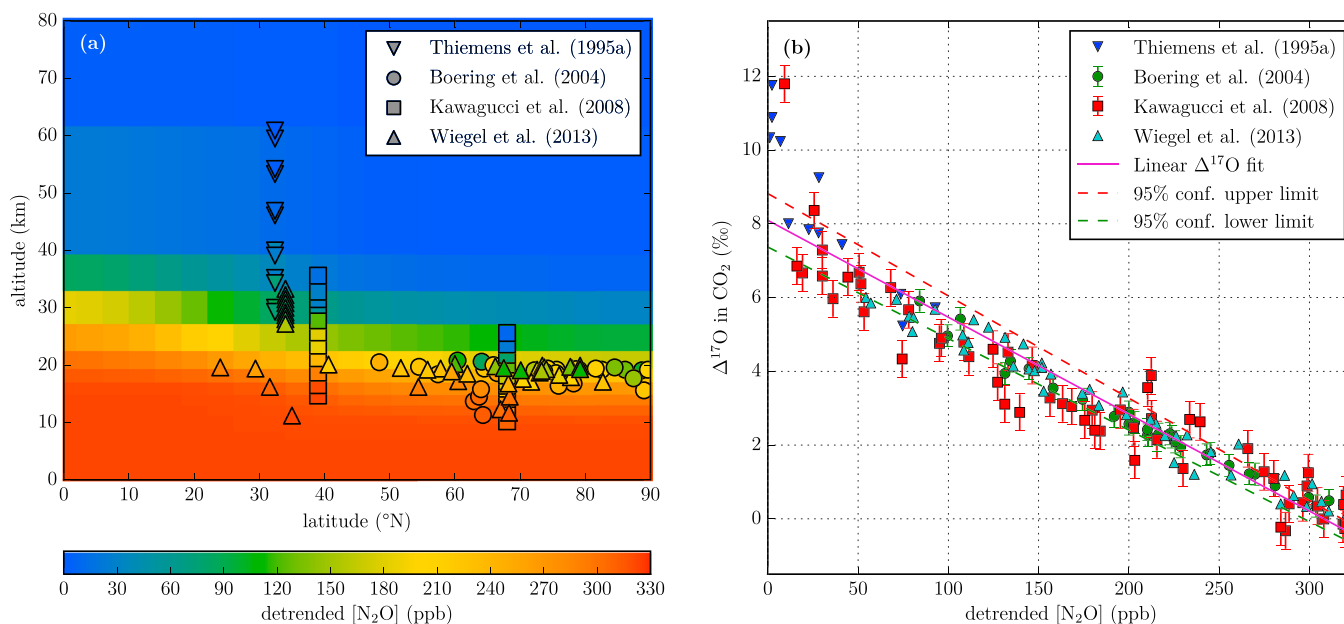 (a)
Thiemens et al. (1995a)
Boering et al. (2004)
Kawagucci et al. (2008)
Wiegel et al. (2013)
80
70
60
50
40
30
20
10
0
altitude (km)
0 10 20 30 40 50 60 70 80 90
latitude (°N)
0 30 60 90 120 150 180 210 240 270 300 330
detrended [N₂O] (ppb)
(b)
Thiemens et al. (1995a)
Boering et al. (2004)
Kawagucci et al. (2008)
Wiegel et al. (2013)
Linear Δ¹⁷O fit
95% conf. upper limit
95% conf. lower limit
12
10
8
6
4
2
0
Δ¹⁷O in CO₂ (‰)
0 50 100 150 200 250 300
detrended [N₂O] (ppb)